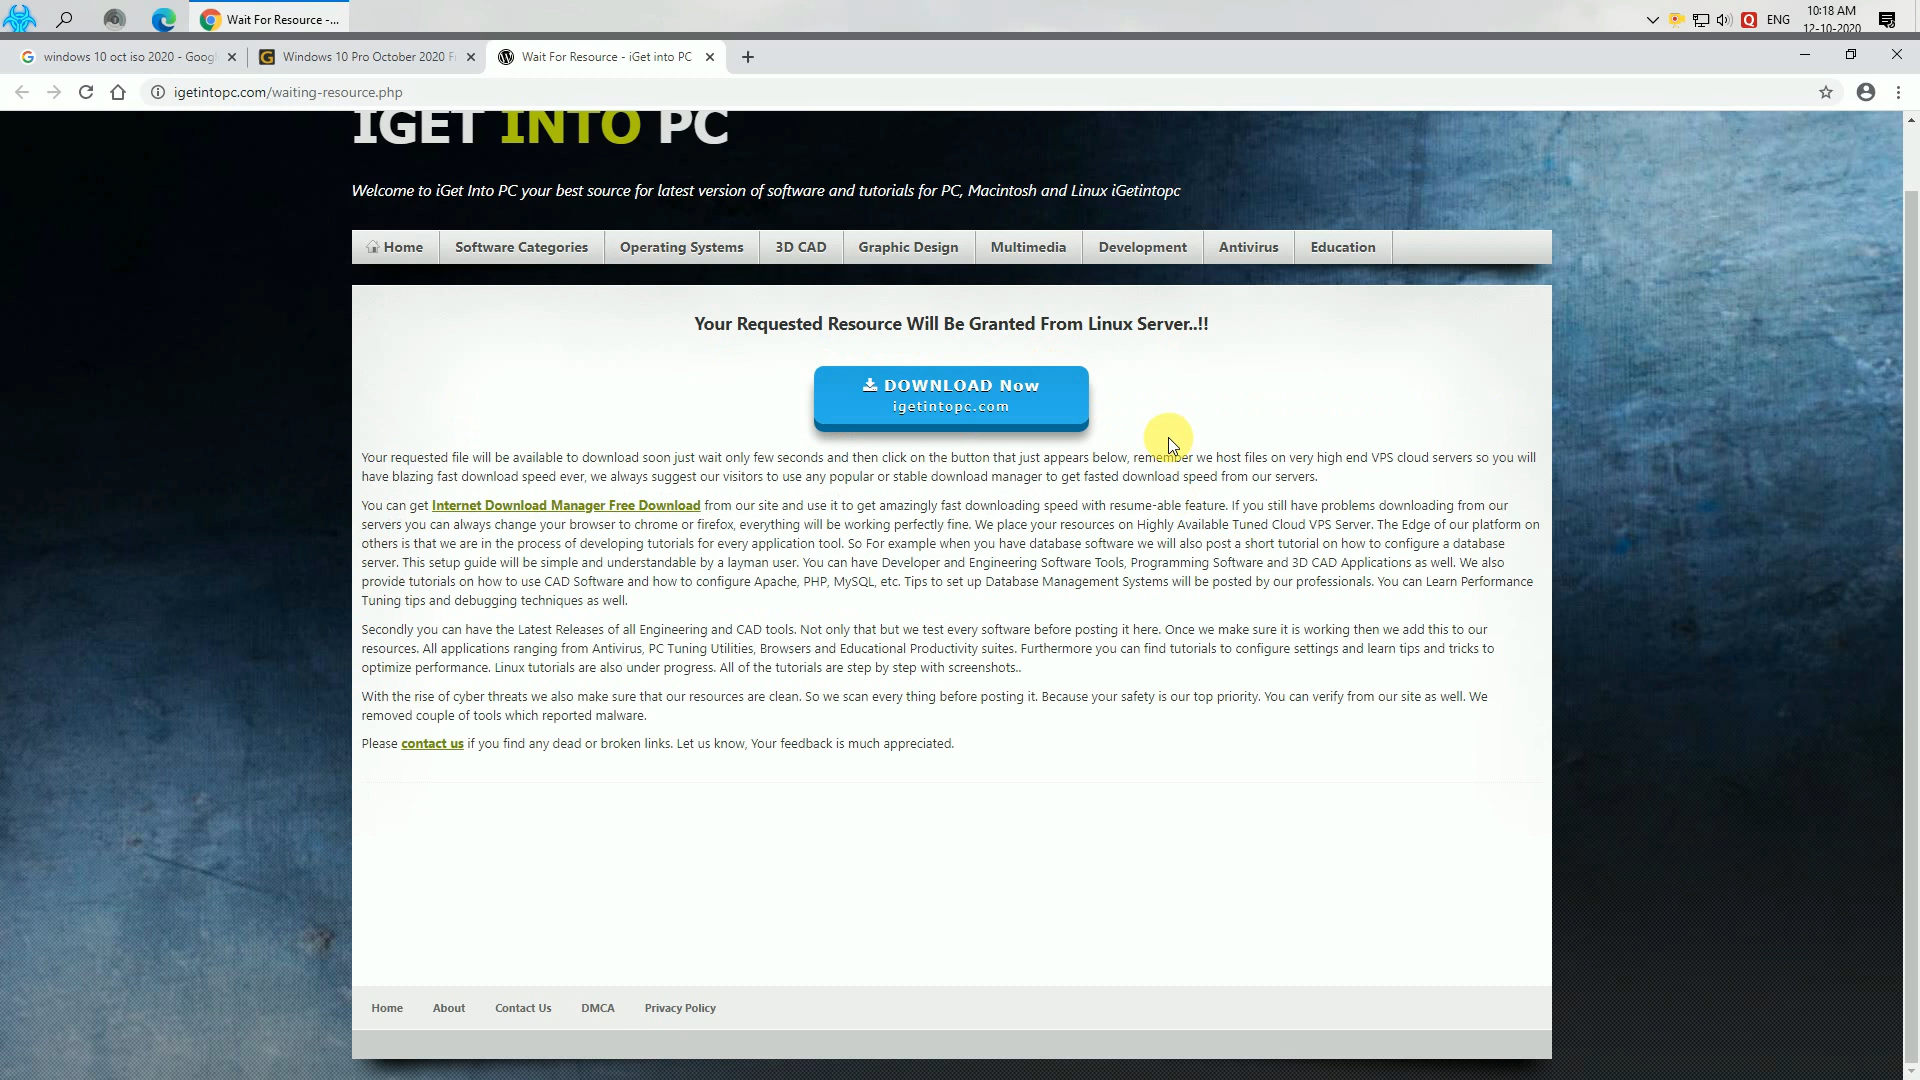 Wait For Resource -...
ENG
10:18 AM
12-10-2020
windows 10 oct iso 2020 - Goog
Windows 10 Pro October 2020 F
Wait For Resource - iGet into PC
igetintopc.com/waiting-resource.php
IGET INTO PC
Welcome to iGet Into PC your best source for latest version of software and tutorials for PC, Macintosh and Linux iGetintopc
Home
Software Categories
Operating Systems
3D CAD
Graphic Design
Multimedia
Development
Antivirus
Education
Your Requested Resource Will Be Granted From Linux Server..!!
DOWNLOAD Now
igetintopc.com
Your requested file will be available to download soon just wait only few seconds and then click on the button that just appears below, remember we host files on very high end VPS cloud servers so you will
have blazing fast download speed ever, we always suggest our visitors to use any popular or stable download manager to get fasted download speed from our servers.
You can get Internet Download Manager Free Download from our site and use it to get amazingly fast downloading speed with resume-able feature. If you still have problems downloading from our
servers you can always change your browser to chrome or firefox, everything will be working perfectly fine. We place your resources on Highly Available Tuned Cloud VPS Server. The Edge of our platform on
others is that we are in the process of developing tutorials for every application tool. So For example when you have database software we will also post a short tutorial on how to configure a database
server. This setup guide will be simple and understandable by a layman user. You can have Developer and Engineering Software Tools, Programming Software and 3D CAD Applications as well. We also
provide tutorials on how to use CAD Software and how to configure Apache, PHP, MySQL, etc. Tips to set up Database Management Systems will be posted by our professionals. You can Learn Performance
Tuning tips and debugging techniques as well.
Secondly you can have the Latest Releases of all Engineering and CAD tools. Not only that but we test every software before posting it here. Once we make sure it is working then we add this to our
resources. All applications ranging from Antivirus, PC Tuning Utilities, Browsers and Educational Productivity suites. Furthermore you can find tutorials to configure settings and learn tips and tricks to
optimize performance. Linux tutorials are also under progress. All of the tutorials are step by step with screenshots..
With the rise of cyber threats we also make sure that our resources are clean. So we scan every thing before posting it. Because your safety is our top priority. You can verify from our site as well. We
removed couple of tools which reported malware.
Please contact us if you find any dead or broken links. Let us know, Your feedback is much appreciated.
Home
About
Contact Us
DMCA
Privacy Policy